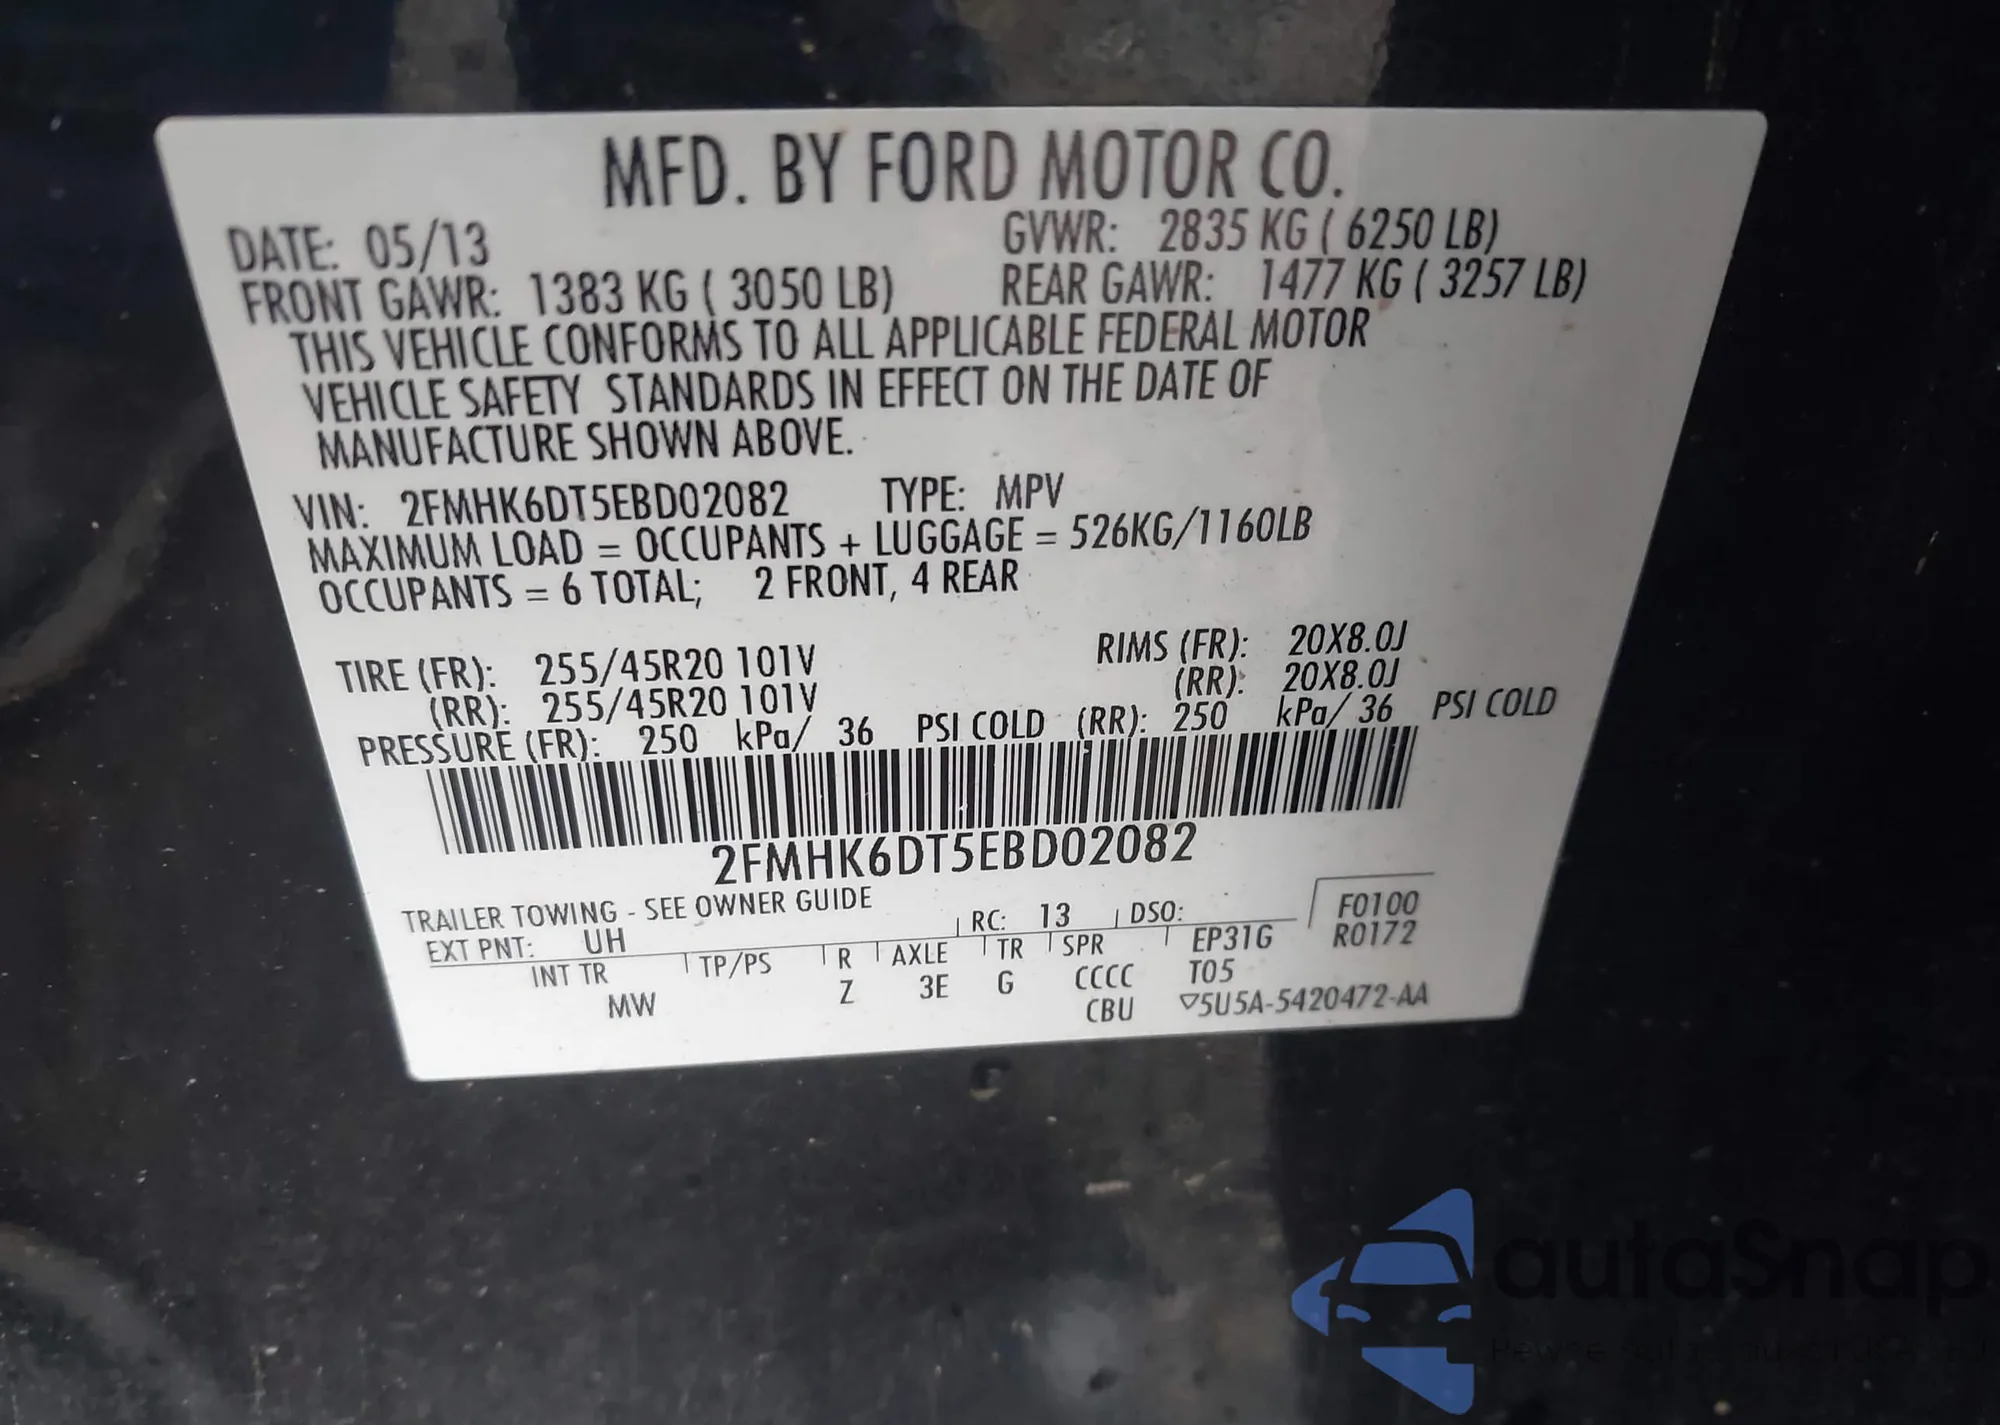 MFD. BY FORD MOTOR CO.
DATE: 05/13 GVWR: 2835 KG ( 6250 LB)
FRONT GAWR: 1383 KG ( 3050 LB) REAR GAWR: 1477 KG ( 3257 LB)
THIS VEHICLE CONFORMS TO ALL APPLICABLE FEDERAL MOTOR
VEHICLE SAFETY STANDARDS IN EFFECT ON THE DATE OF
MANUFACTURE SHOWN ABOVE.
VIN: 2FMHK6DT5EBD02082 TYPE: MPV
MAXIMUM LOAD = OCCUPANTS + LUGGAGE = 526KG/1160LB
OCCUPANTS = 6 TOTAL; 2 FRONT, 4 REAR
TIRE (FR): 255/45R20 101V RIMS (FR): 20X8.0J
(RR): 255/45R20 101V (RR): 20X8.0J
PRESSURE (FR): 250 kPa/ 36 PSI COLD (RR): 250 kPa/ 36 PSI COLD
2FMHK6DT5EBD02082
TRAILER TOWING - SEE OWNER GUIDE
EXT PNT: UH RC: 13 DSO: F0100
INT TR TP/PS R AXLE TR SPR EP31G R0172
MW Z 3E G CCCC T05
CBU ▽5U5A-5420472-AA
autoSnap